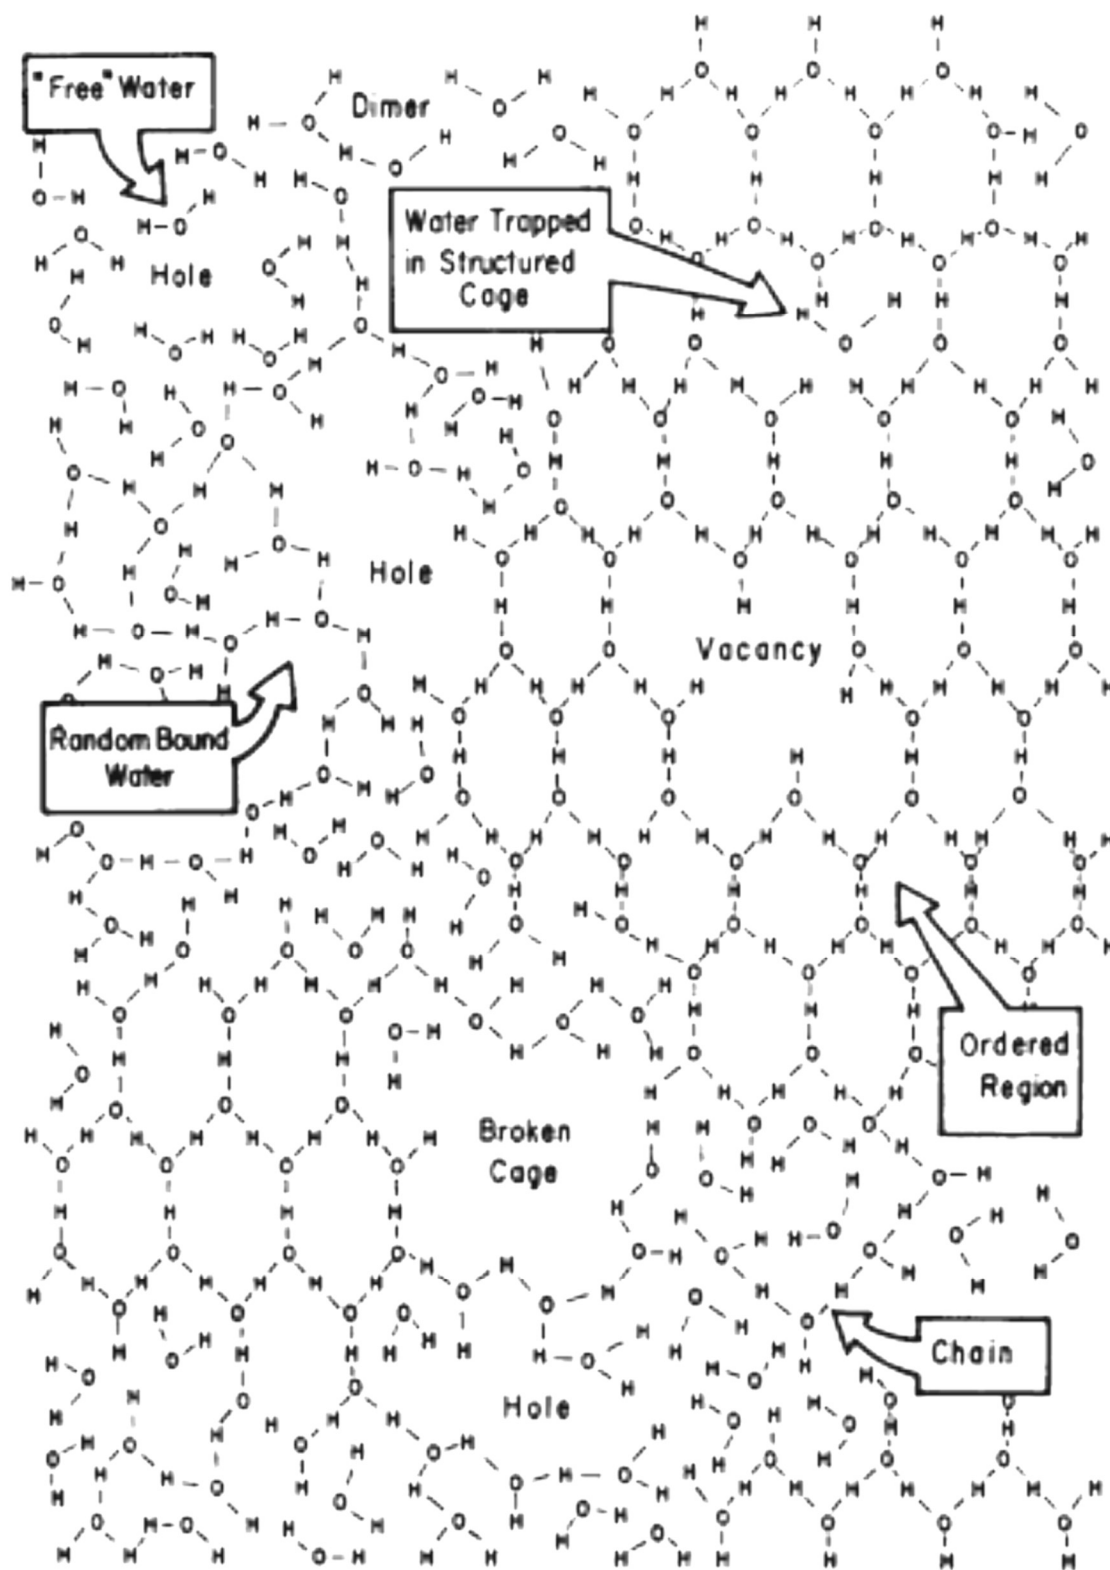 "Free" Water
Dimer
Water Trapped
in Structured
Cage
Hole
Hole
Vacancy
Random Bound
Water
Ordered
Region
Broken
Cage
Chain
Hole